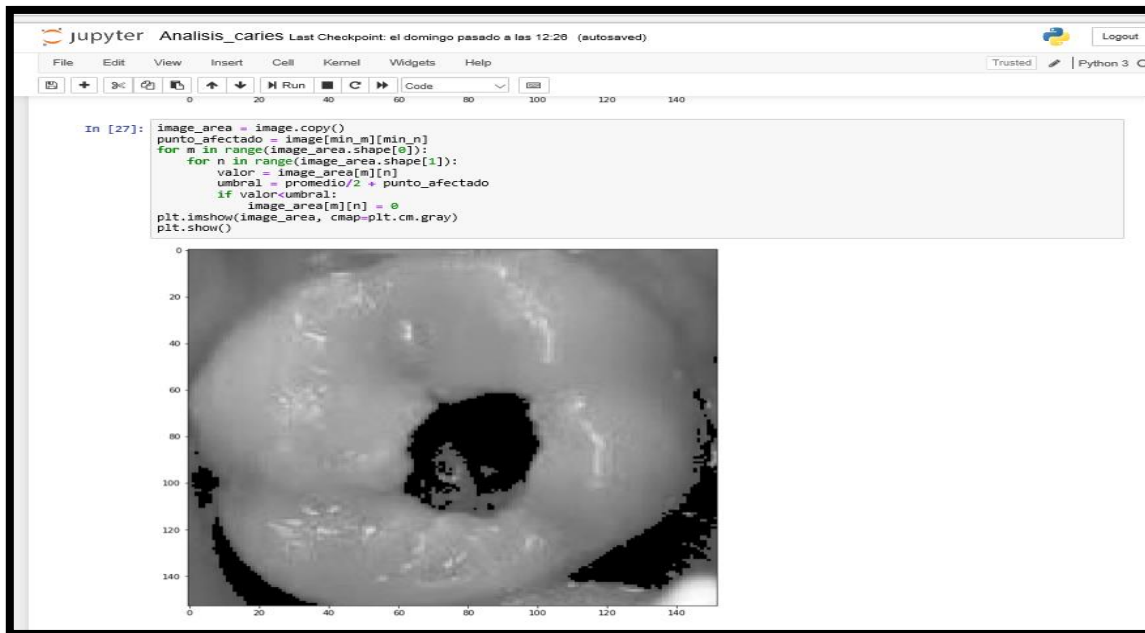 jupyter Analisis_caries Last Checkpoint: el domingo pasado a las 12:26 (autosaved)
Logout
File Edit View Insert Cell Kernel Widgets Help
Trusted Python 3
Run Code
0 20 40 60 80 100 120 140
In [27]: image_area = image.copy()
punto_afectado = image[min_m][min_n]
for m in range(image_area.shape[0]):
for n in range(image_area.shape[1]):
valor = image_area[m][n]
umbral = promedio/2 + punto_afectado
if valor<umbral:
image_area[m][n] = 0
plt.imshow(image_area, cmap=plt.cm.gray)
plt.show()
0
20
40
60
80
100
120
140
0 20 40 60 80 100 120 140